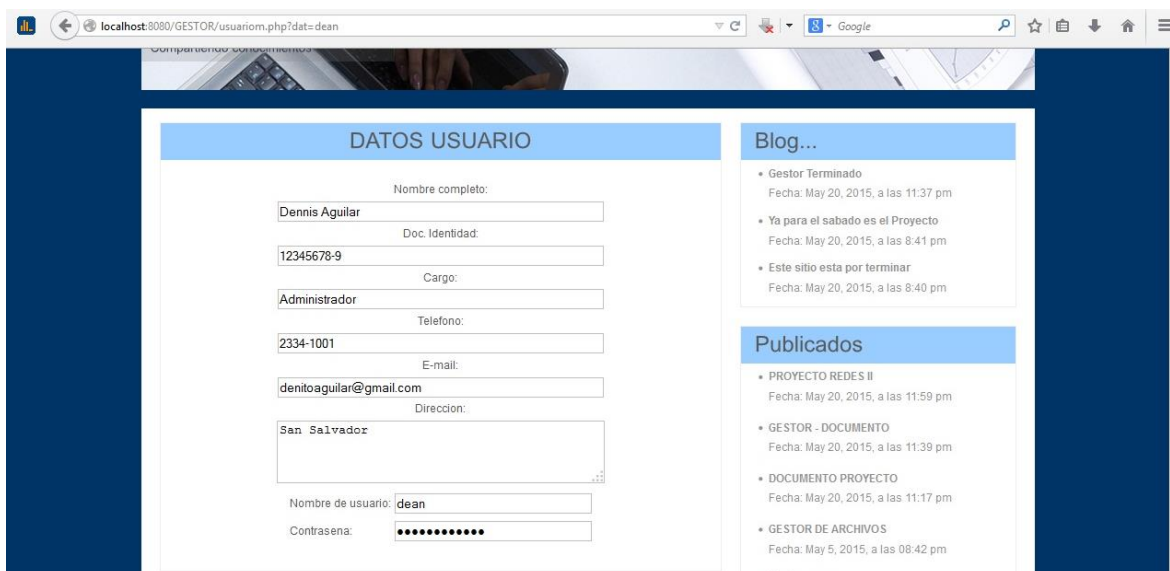 localhost:8080/GESTOR/usuariom.php?dat=dean
Google
Compartiendo conocimientos
DATOS USUARIO
Nombre completo:
Dennis Aguilar
Doc. Identidad:
12345678-9
Cargo:
Administrador
Telefono:
2334-1001
E-mail:
denitoaguilar@gmail.com
Direccion:
San Salvador
Nombre de usuario: dean
Contrasena: ●●●●●●●●●●●●
Blog...
• Gestor Terminado
Fecha: May 20, 2015, a las 11:37 pm
• Ya para el sabado es el Proyecto
Fecha: May 20, 2015, a las 8:41 pm
• Este sitio esta por terminar
Fecha: May 20, 2015, a las 8:40 pm
Publicados
• PROYECTO REDES II
Fecha: May 20, 2015, a las 11:59 pm
• GESTOR - DOCUMENTO
Fecha: May 20, 2015, a las 11:39 pm
• DOCUMENTO PROYECTO
Fecha: May 20, 2015, a las 11:17 pm
• GESTOR DE ARCHIVOS
Fecha: May 5, 2015, a las 08:42 pm